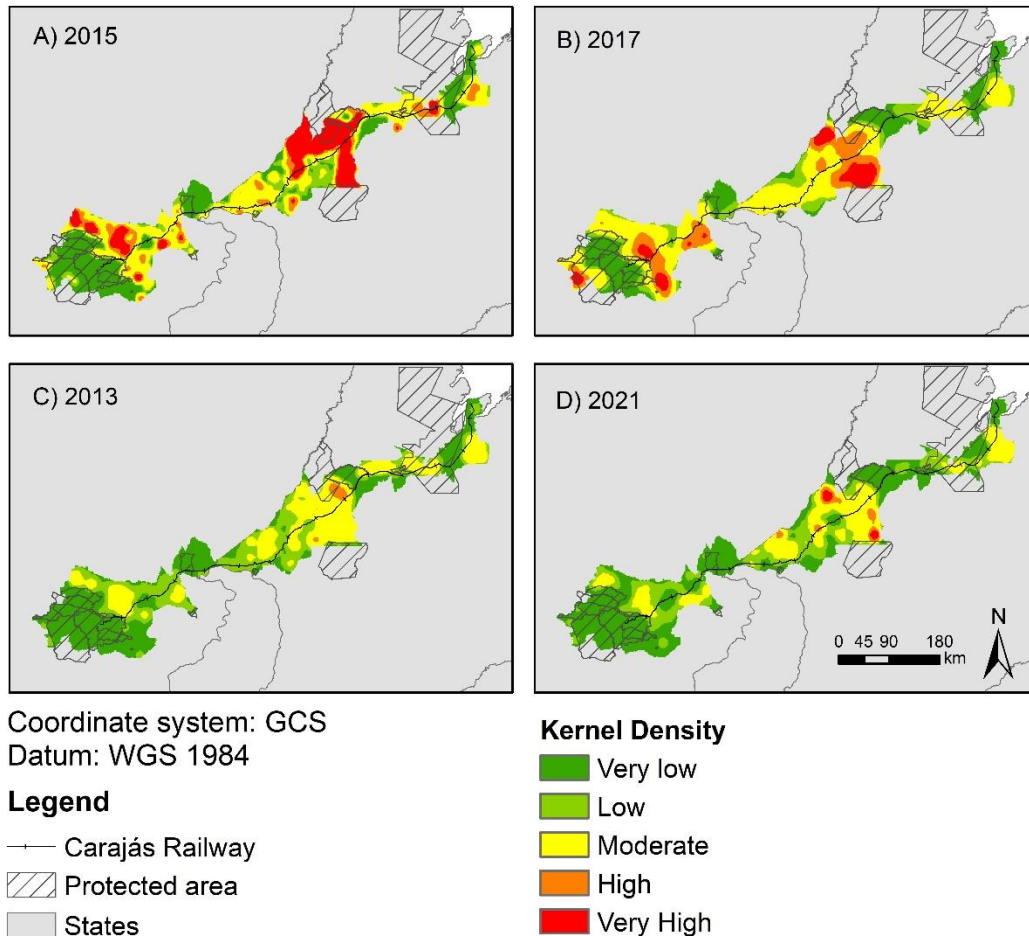 A) 2015
B) 2017
C) 2013
D) 2021
N
0 45 90 180
km
Coordinate system: GCS
Datum: WGS 1984
Legend
Carajás Railway
Protected area
States
Kernel Density
Very low
Low
Moderate
High
Very High